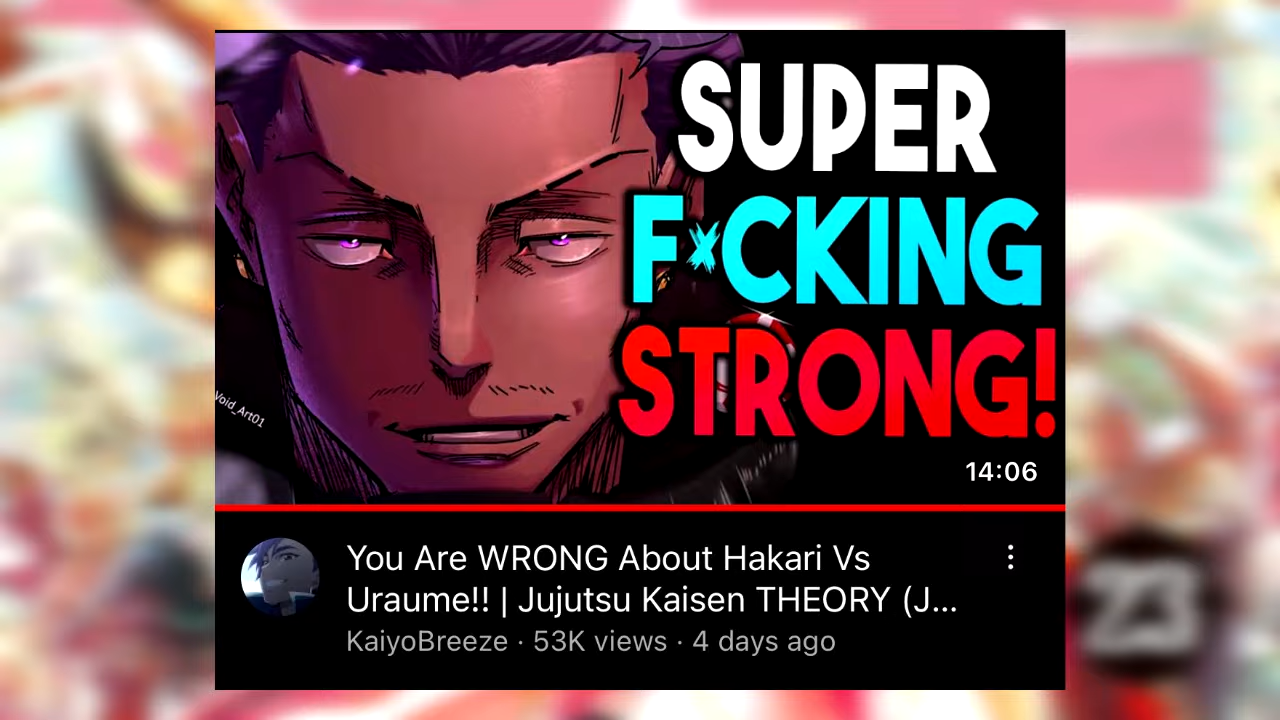 SUPER
F*CKING
STRONG!
Void_Art01
14:06
You Are WRONG About Hakari Vs
Uraume!! | Jujutsu Kaisen THEORY (J...
KaiyoBreeze · 53K views · 4 days ago
23